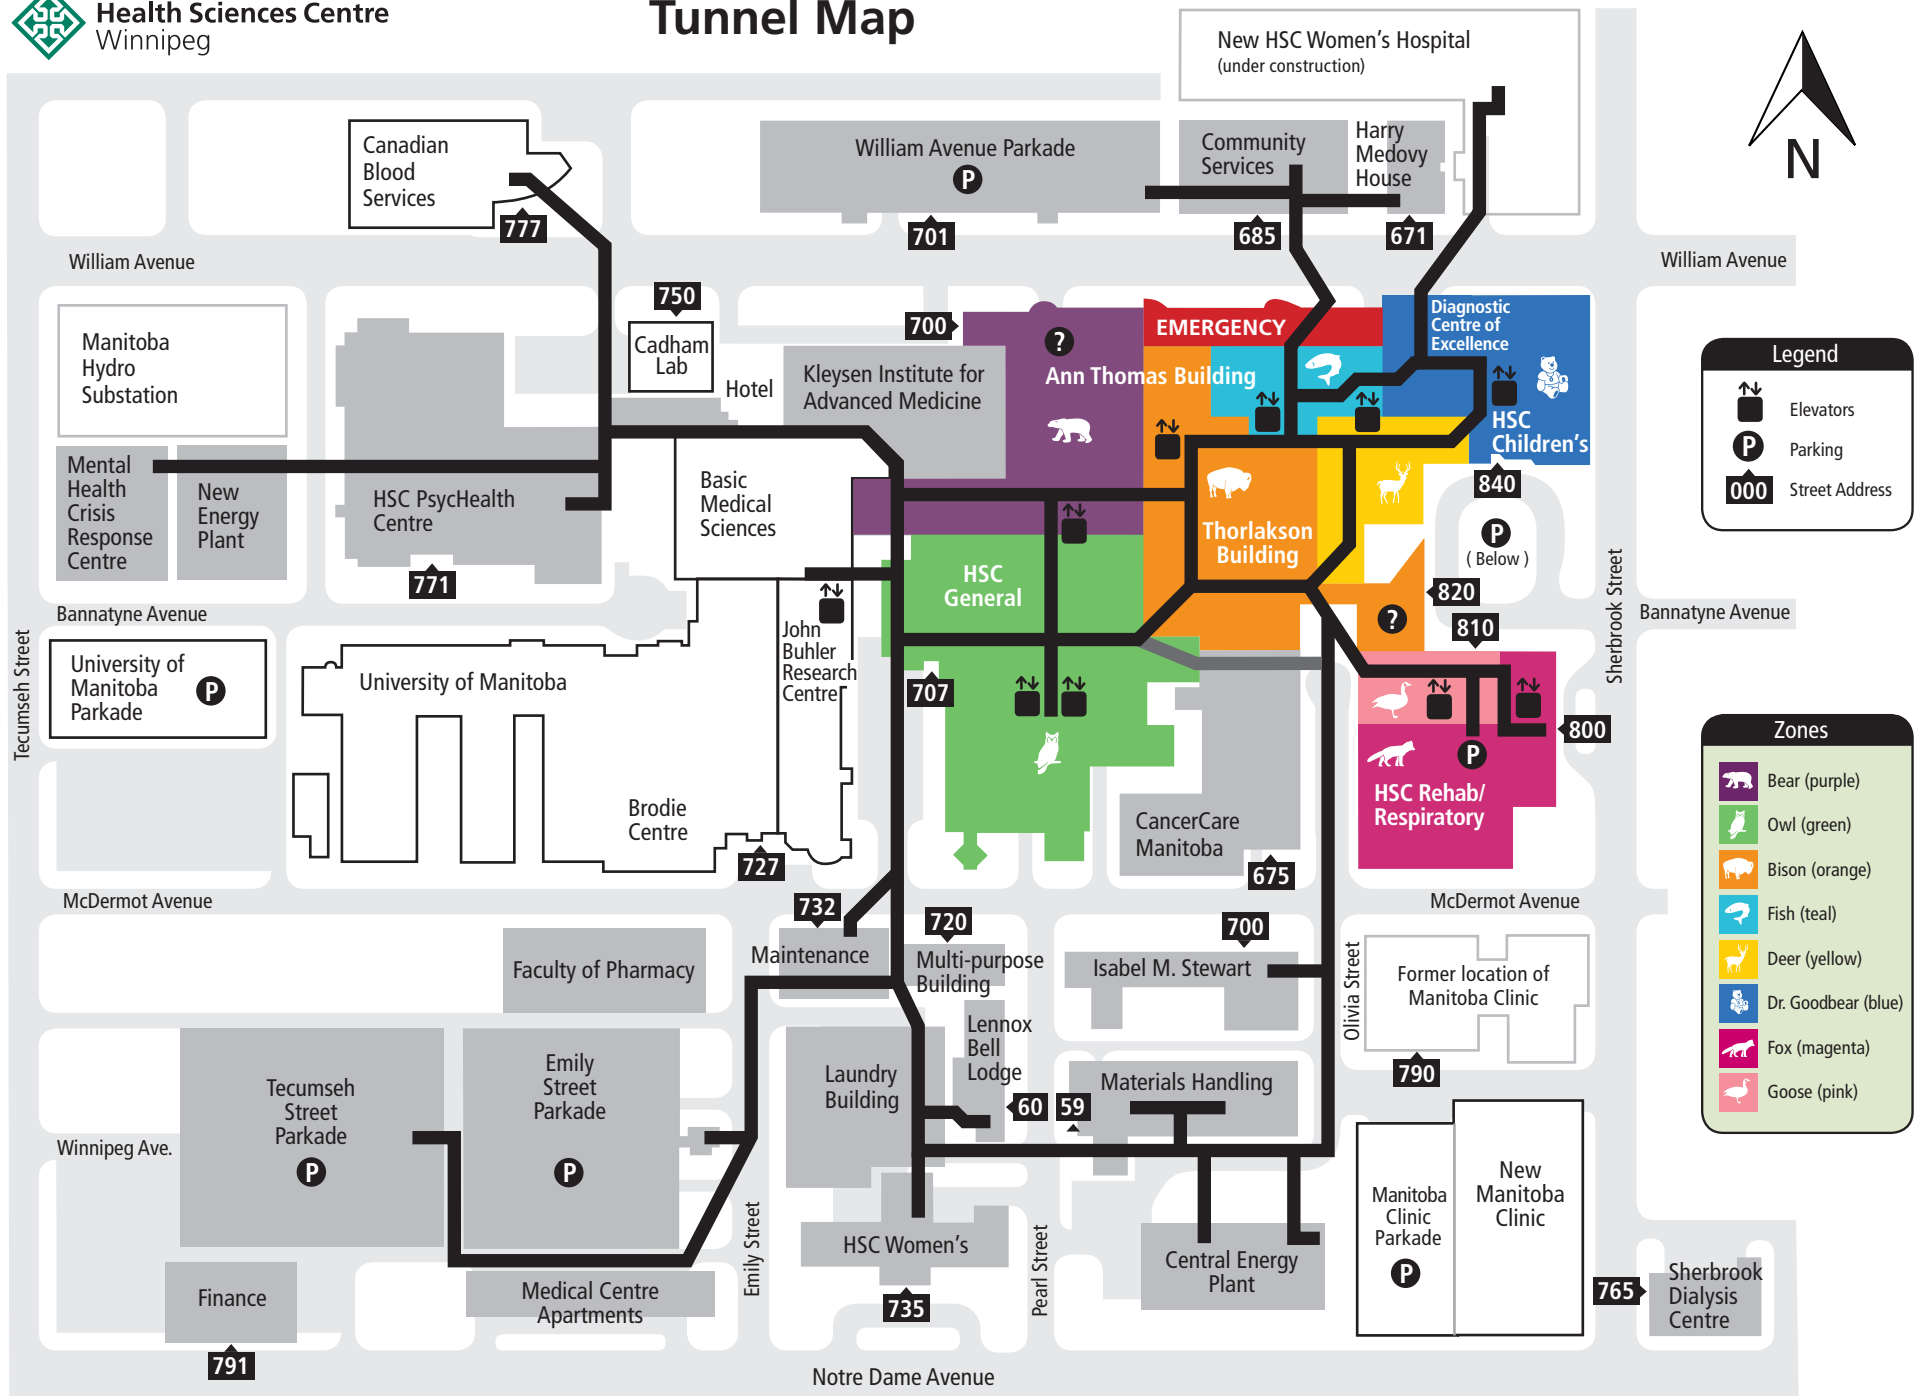 Health Sciences Centre
Winnipeg
Tunnel Map
New HSC Women's Hospital
(under construction)
N
Canadian
Blood
Services
777
William Avenue Parkade
P
701
Community
Services
685
Harry
Medovy
House
671
William Avenue
William Avenue
Manitoba
Hydro
Substation
750
Cadham
Lab
Hotel
700
Kleysen Institute for
Advanced Medicine
?
EMERGENCY
Ann Thomas Building
Diagnostic
Centre of
Excellence
HSC
Children's
840
P
( Below )
Legend
Elevators
P
Parking
000
Street Address
Mental
Health
Crisis
Response
Centre
New
Energy
Plant
HSC PsycHealth
Centre
771
Basic
Medical
Sciences
HSC
General
Thorlakson
Building
820
?
810
Sherbrook Street
Bannatyne Avenue
Bannatyne Avenue
Tecumseh Street
University of
Manitoba
Parkade
P
University of Manitoba
John
Buhler
Research
Centre
707
800
P
HSC Rehab/
Respiratory
Brodie
Centre
727
CancerCare
Manitoba
675
Zones
Bear (purple)
Owl (green)
Bison (orange)
Fish (teal)
Deer (yellow)
Dr. Goodbear (blue)
Fox (magenta)
Goose (pink)
McDermot Avenue
McDermot Avenue
732
Maintenance
720
Multi-purpose
Building
700
Isabel M. Stewart
Olivia Street
Former location of
Manitoba Clinic
790
Faculty of Pharmacy
Lennox
Bell
Lodge
60
59
Materials Handling
Laundry
Building
Tecumseh
Street
Parkade
P
Emily
Street
Parkade
P
Winnipeg Ave.
Emily Street
HSC Women's
735
Pearl Street
Central Energy
Plant
Manitoba
Clinic
Parkade
P
New
Manitoba
Clinic
765
Sherbrook
Dialysis
Centre
Finance
791
Medical Centre
Apartments
Notre Dame Avenue